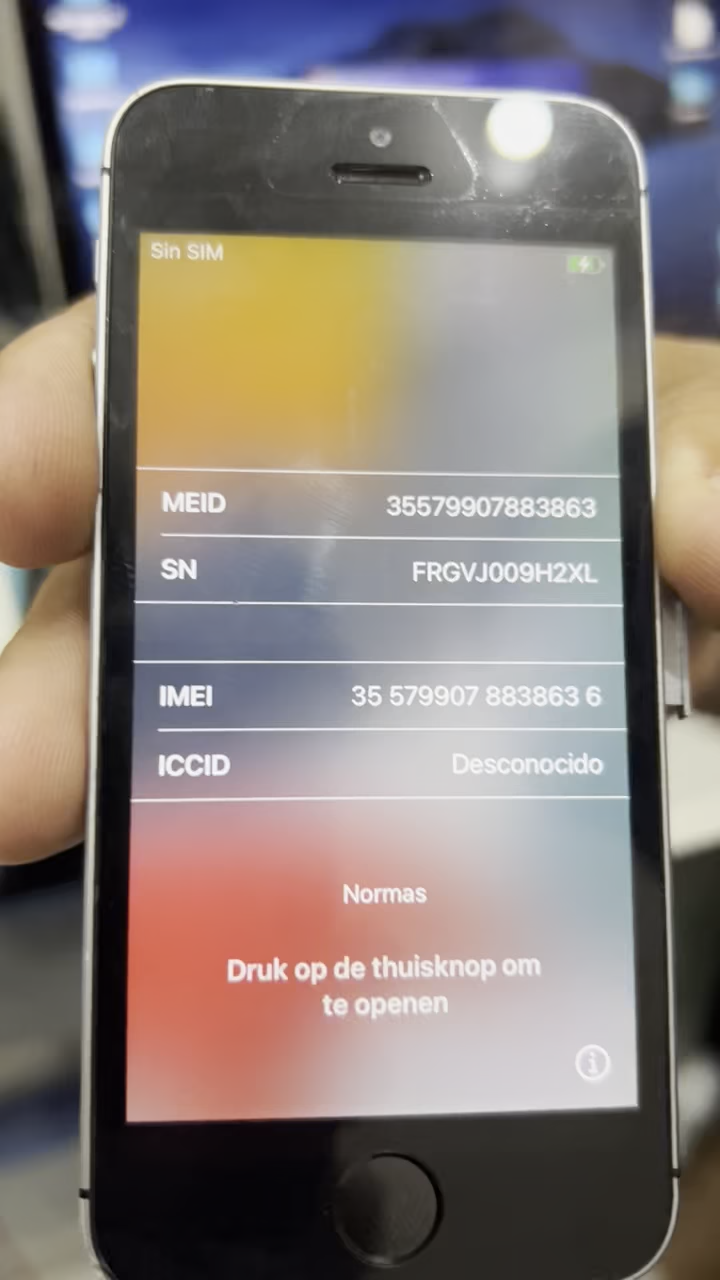 Sin SIM
MEID 35579907883863
SN FRGVJ009H2XL
IMEI 35 579907 883863 6
ICCID Desconocido
Normas
Druk op de thuisknop om
te openen